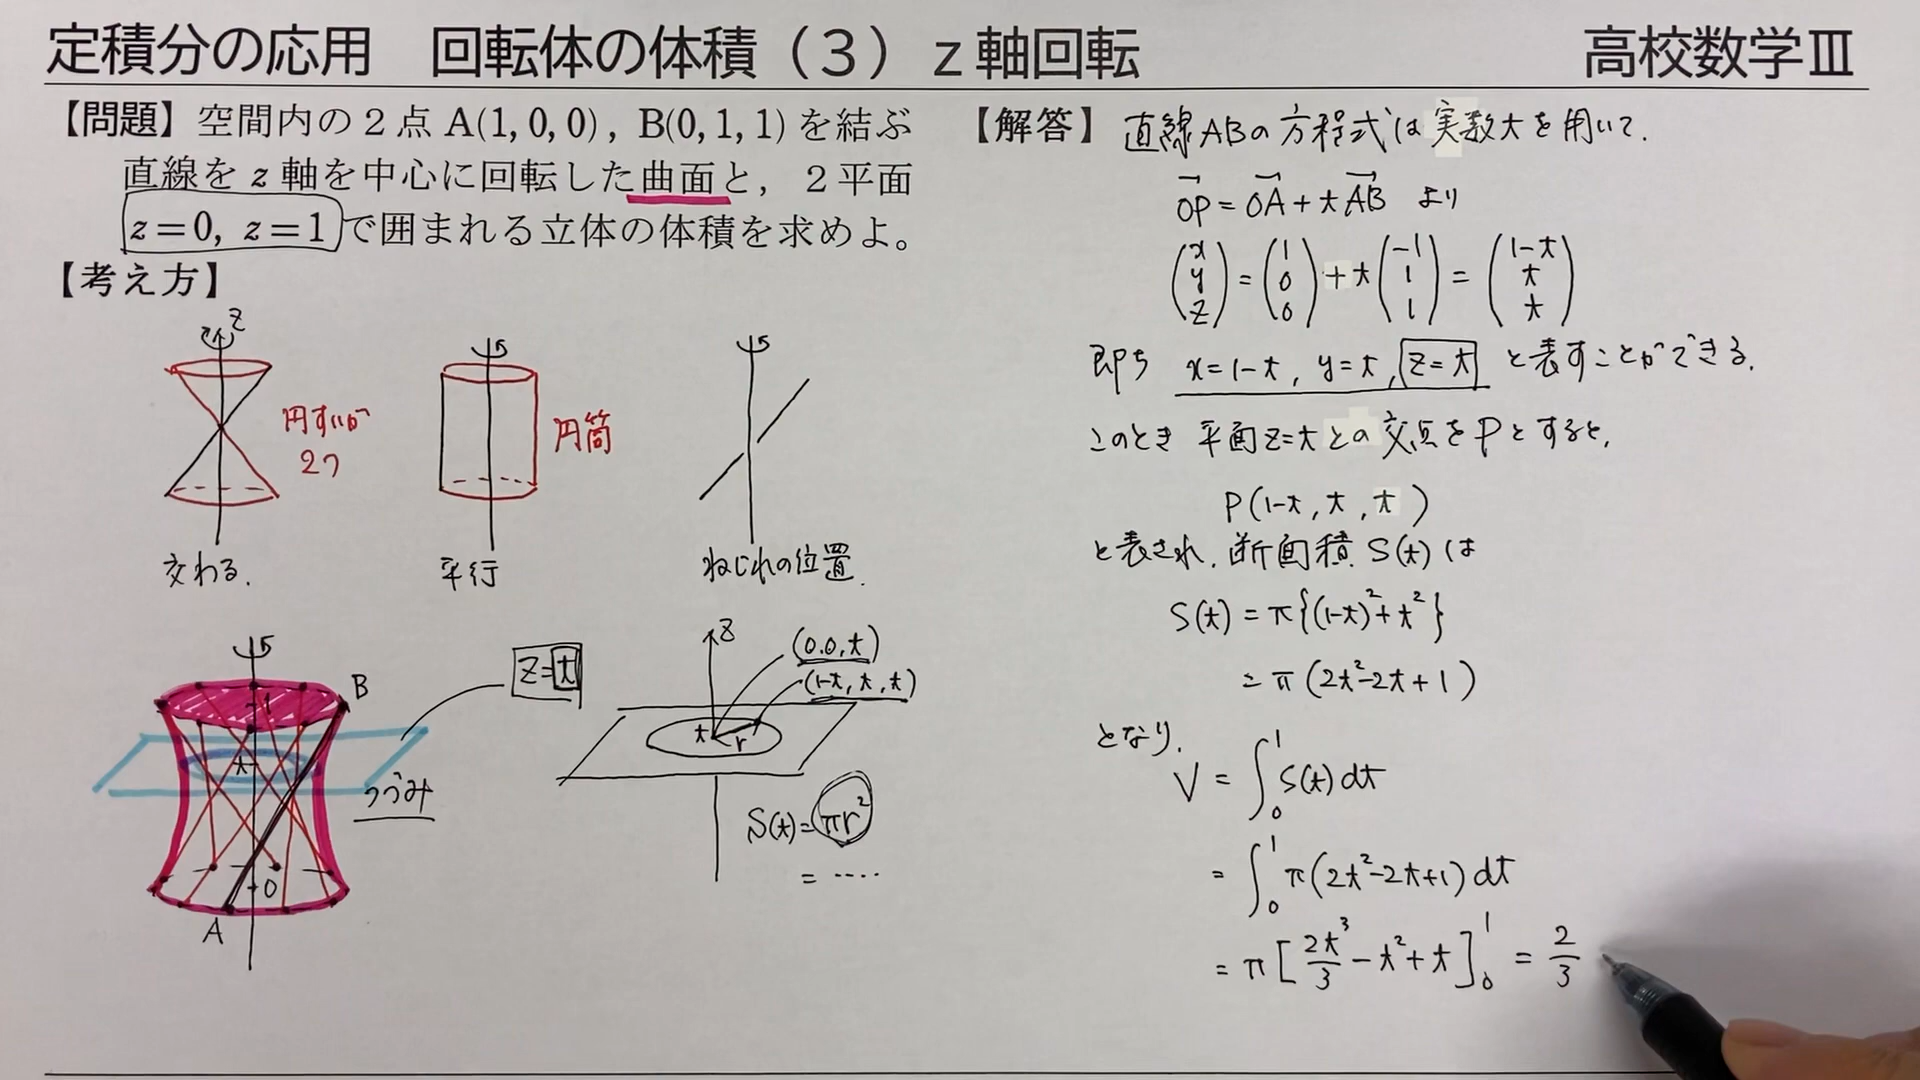 定積分の応用　回転体の体積（３）ｚ軸回転
高校数学Ⅲ
【問題】空間内の２点 A(1, 0, 0) , B(0, 1, 1) を結ぶ
直線を z 軸を中心に回転した曲面と，２平面
z=0, z=1 で囲まれる立体の体積を求めよ。
【考え方】
z
円すいが
2つ
交わる.
円筒
平行
ねじれの位置.
B
1
z=t
t
つづみ
0
A
z
(0.0,t)
(1-t, t, t)
t
r
S(t)=πr²
= ....
【解答】直線ABの方程式は実数tを用いて.
OP→ = OA→ + tAB→ より
(x y z) = (1 0 0) + t(-1 1 1) = (1-t t t)
即ち x=1-t, y=t, z=t と表すことができる.
このとき 平面z=tとの交点をPとすると,
P(1-t, t, t)
と表され. 断面積 S(t)は
S(t) = π{(1-t)²+t²}
= π(2t²-2t+1)
となり.
V = ∫₀¹ S(t)dt
= ∫₀¹ π(2t²-2t+1)dt
= π[2t³/3 - t²+t]₀¹ = 2/3